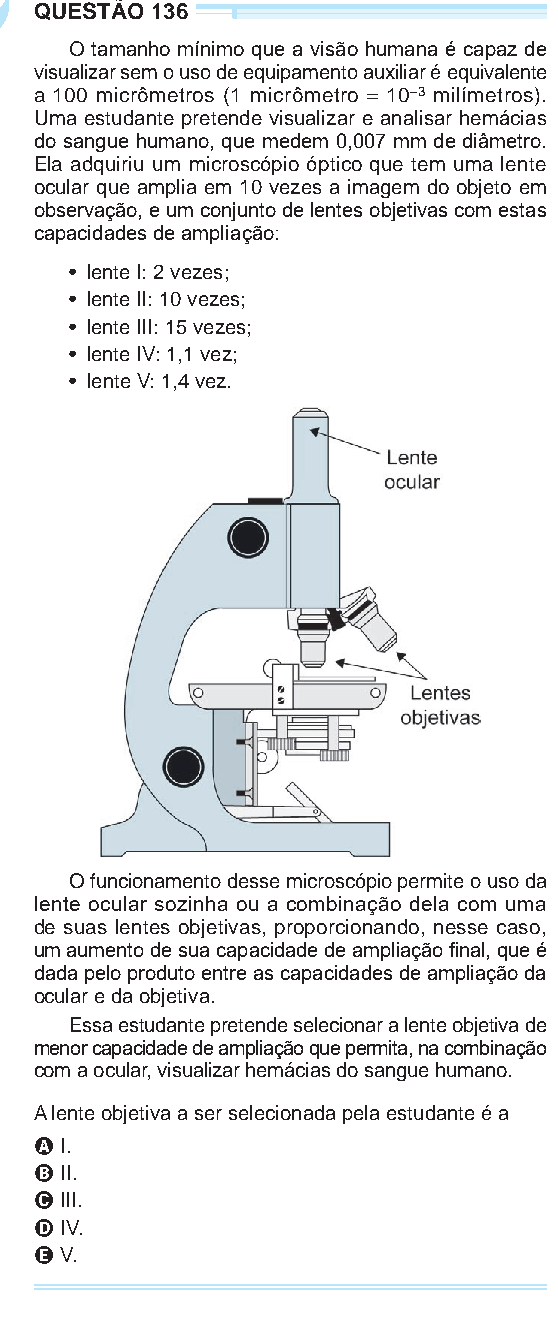 QUESTÃO 136
O tamanho mínimo que a visão humana é capaz de
visualizar sem o uso de equipamento auxiliar é equivalente
a 100 micrômetros (1 micrômetro = 10⁻³ milímetros).
Uma estudante pretende visualizar e analisar hemácias
do sangue humano, que medem 0,007 mm de diâmetro.
Ela adquiriu um microscópio óptico que tem uma lente
ocular que amplia em 10 vezes a imagem do objeto em
observação, e um conjunto de lentes objetivas com estas
capacidades de ampliação:
• lente I: 2 vezes;
• lente II: 10 vezes;
• lente III: 15 vezes;
• lente IV: 1,1 vez;
• lente V: 1,4 vez.
Lente
ocular
Lentes
objetivas
O funcionamento desse microscópio permite o uso da
lente ocular sozinha ou a combinação dela com uma
de suas lentes objetivas, proporcionando, nesse caso,
um aumento de sua capacidade de ampliação final, que é
dada pelo produto entre as capacidades de ampliação da
ocular e da objetiva.
Essa estudante pretende selecionar a lente objetiva de
menor capacidade de ampliação que permita, na combinação
com a ocular, visualizar hemácias do sangue humano.
A lente objetiva a ser selecionada pela estudante é a
A I.
B II.
C III.
D IV.
E V.